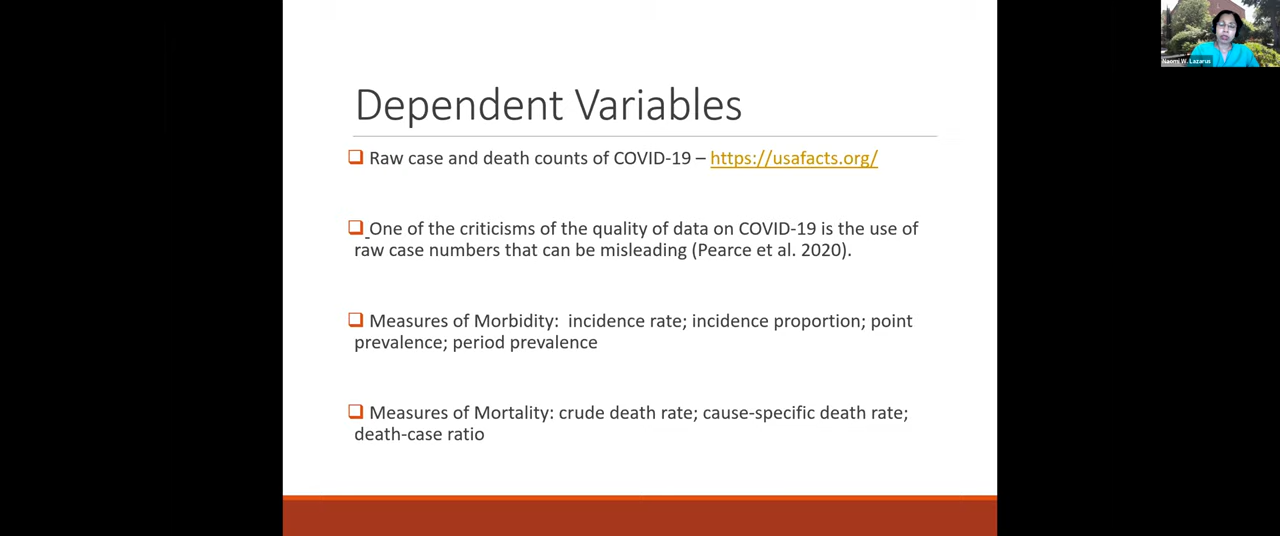 Dependent Variables
Raw case and death counts of COVID-19 – https://usafacts.org/
One of the criticisms of the quality of data on COVID-19 is the use of
raw case numbers that can be misleading (Pearce et al. 2020).
Measures of Morbidity: incidence rate; incidence proportion; point
prevalence; period prevalence
Measures of Mortality: crude death rate; cause-specific death rate;
death-case ratio
Naomi W. Lazarus